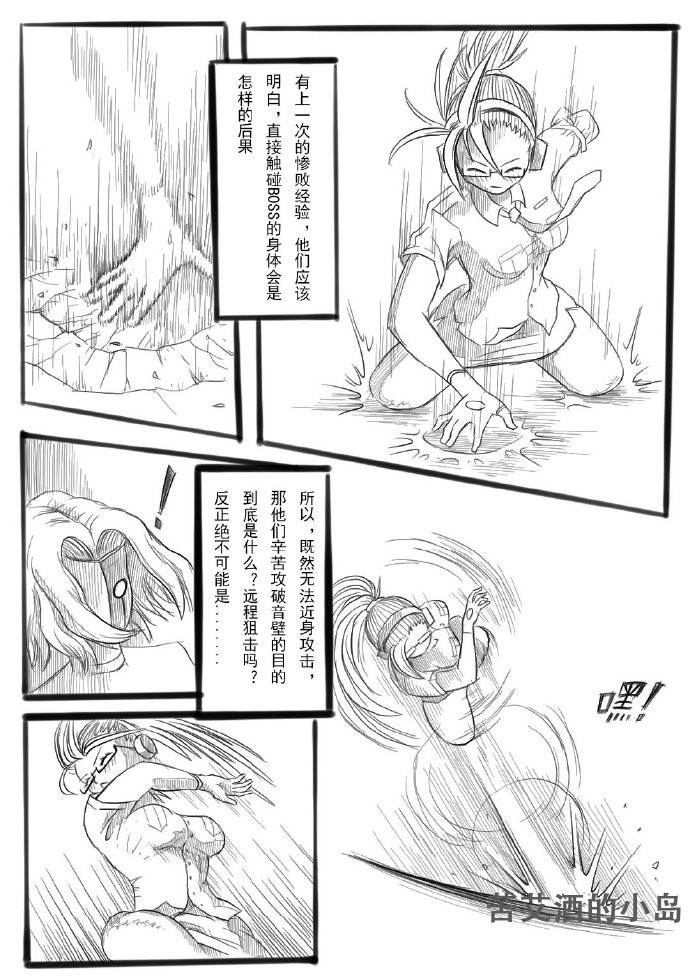 有上一次的惨败经验，他们应该
明白，直接触碰BOSS的身体会是
怎样的后果
！
所以，既然无法近身攻击，
那他们辛苦攻破音壁的目的
到底是什么？远程狙击吗？
反正绝不可能是.......
嘿！
苦艾酒的小岛